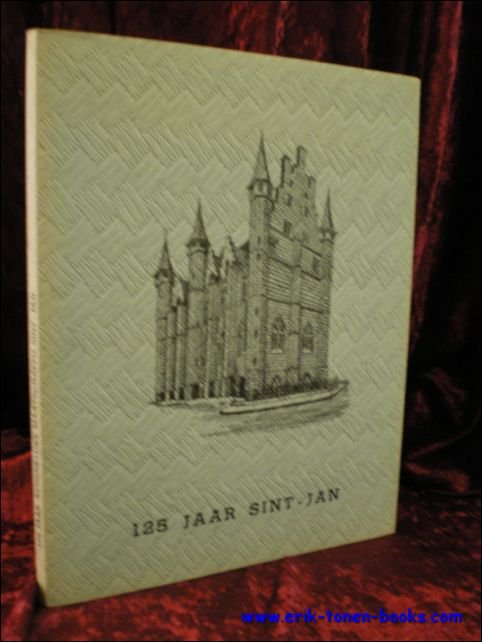 125 JAAR SINT-JAN
www.erik-tonen-books.com